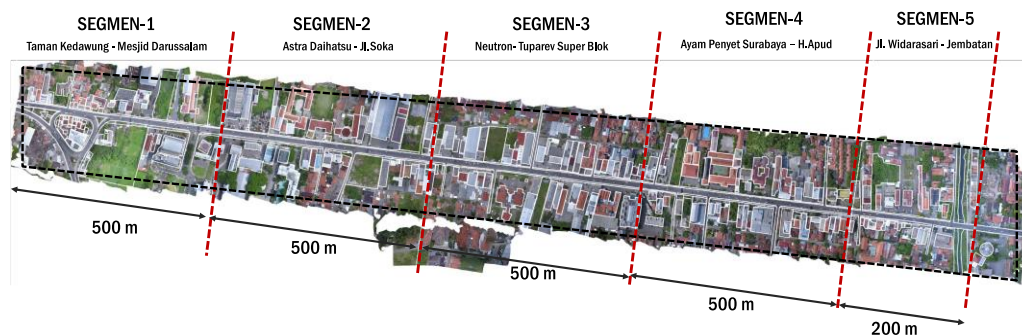 SEGMEN-1
Taman Kedawung - Mesjid Darussalam
SEGMEN-2
Astra Daihatsu - Jl.Soka
SEGMEN-3
Neutron- Tuparev Super Blok
SEGMEN-4
Ayam Penyet Surabaya – H.Apud
SEGMEN-5
Jl. Widarasari - Jembatan
500 m
500 m
500 m
500 m
200 m